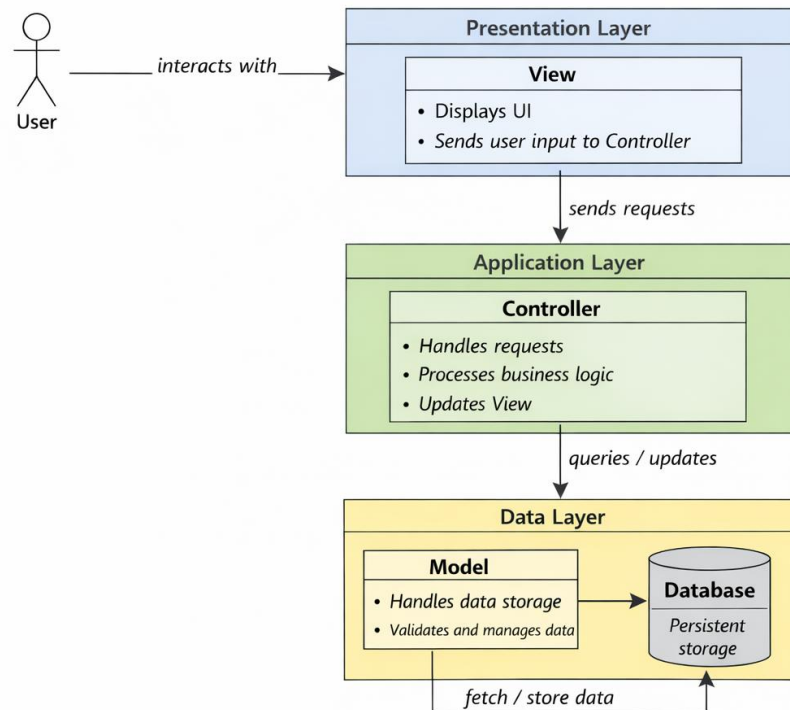 Presentation Layer
View
interacts with
• Displays UI
• Sends user input to Controller
User
sends requests
Application Layer
Controller
• Handles requests
• Processes business logic
• Updates View
queries / updates
Data Layer
Model
• Handles data storage
• Validates and manages data
Database
Persistent
storage
fetch / store data